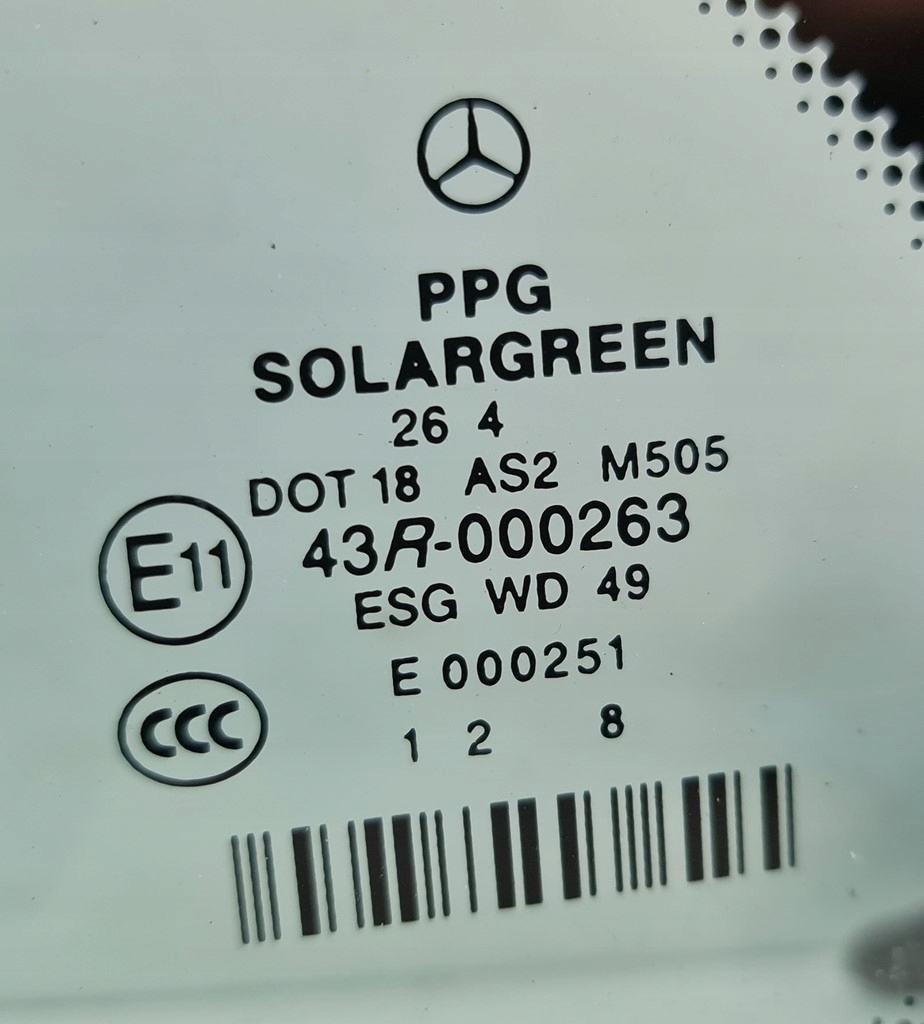 PPG
SOLARGREEN
26 4
DOT 18 AS2 M505
E11 43R-000263
ESG WD 49
E 000251
CCC 1 2 8